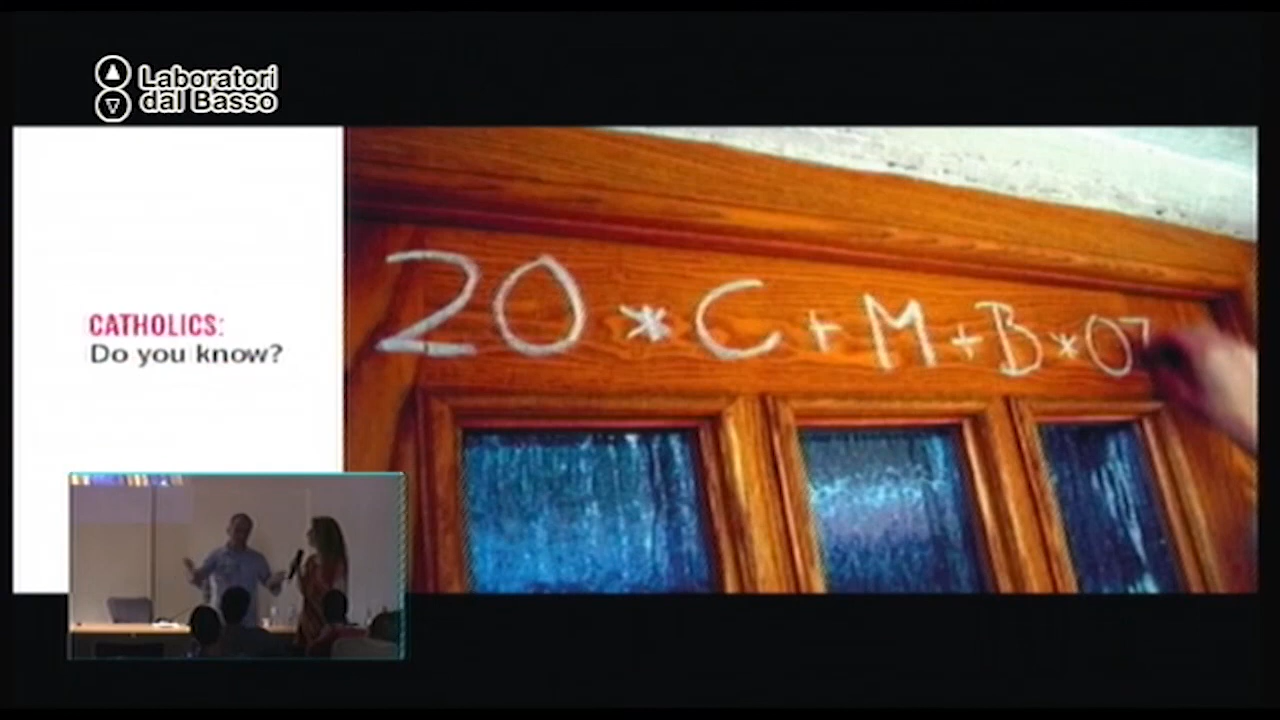 Laboratori
dal Basso
CATHOLICS:
Do you know?
20 * C + M + B * 07